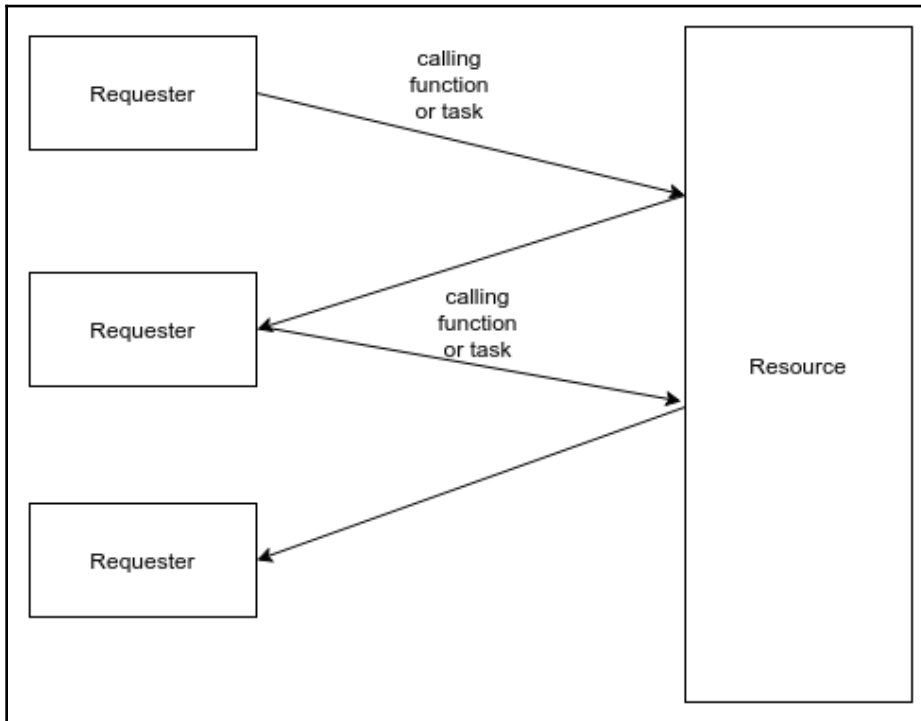 Requester
calling
function
or task
Requester
calling
function
or task
Resource
Requester